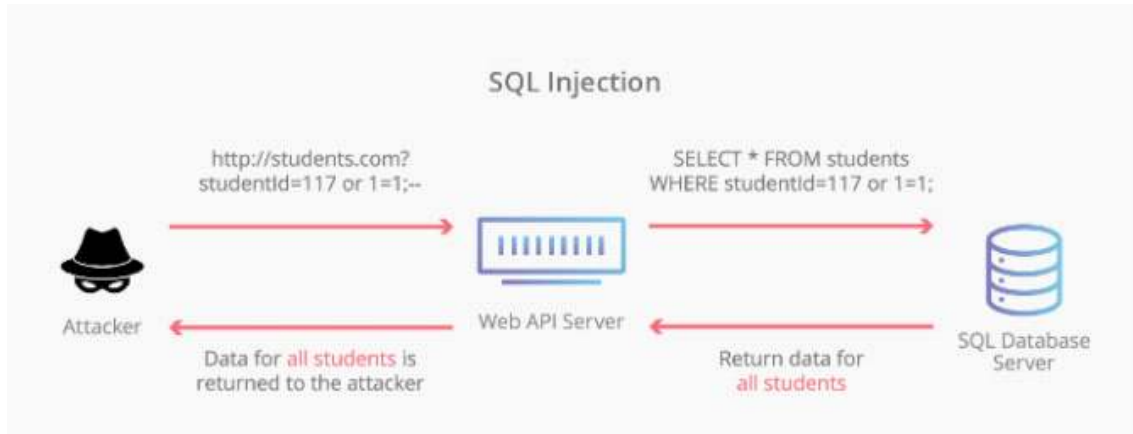 SQL Injection
http://students.com?
studentId=117 or 1=1;--
SELECT * FROM students
WHERE studentId=117 or 1=1;
Attacker
Web API Server
SQL Database
Server
Data for all students is
returned to the attacker
Return data for
all students